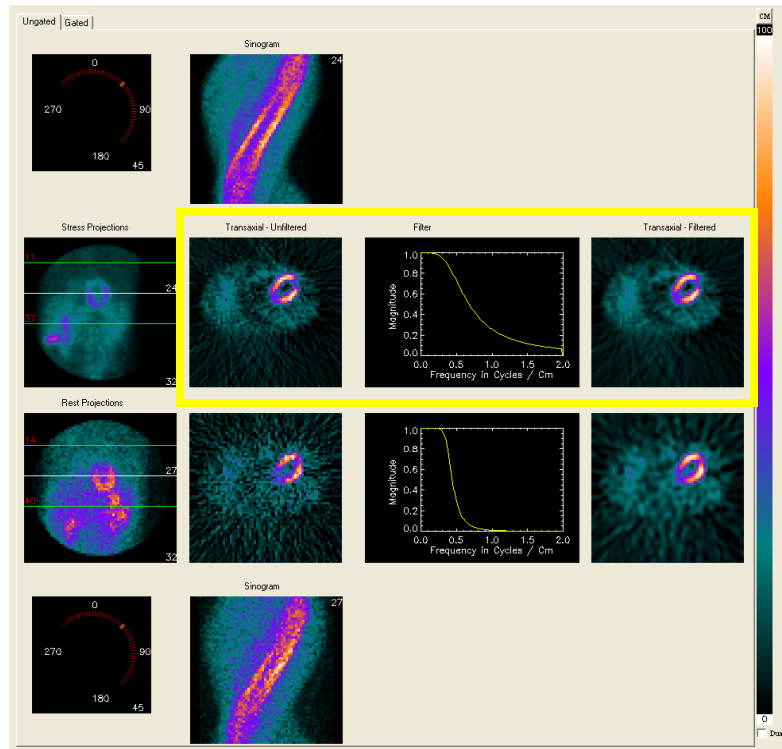 Ungated Gated
CM
100
Sinogram
0
270 90
180
45
24
Stress Projections Transaxial - Unfiltered Filter Transaxial - Filtered
11
24
37
32
1.0
0.8
0.6
0.4
0.2
0.0
Magnitude
0.0 0.5 1.0 1.5 2.0
Frequency in Cycles / Cm
Rest Projections
14
27
40
32
1.0
0.8
0.6
0.4
0.2
0.0
Magnitude
0.0 0.5 1.0 1.5 2.0
Frequency in Cycles / Cm
Sinogram
0
270 90
180
45
27
0